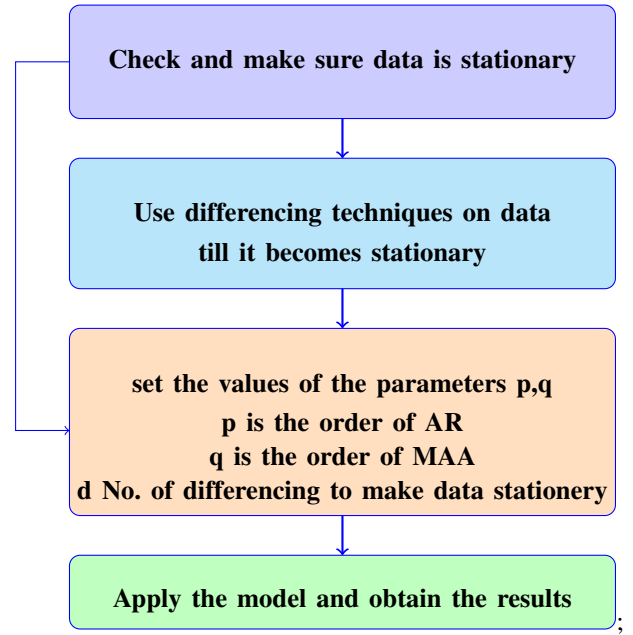 Check and make sure data is stationary
Use differencing techniques on data
till it becomes stationary
set the values of the parameters p,q
p is the order of AR
q is the order of MAA
d No. of differencing to make data stationery
Apply the model and obtain the results
;